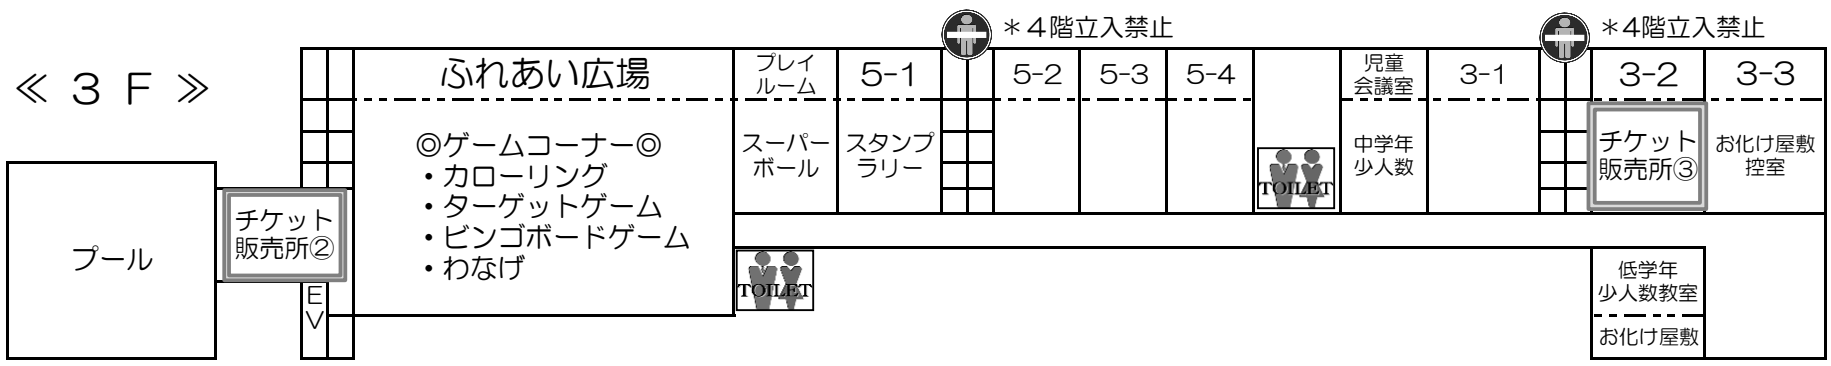 ≪ 3 F ≫
＊４階立入禁止
＊4階立入禁止
ふれあい広場
プレイ
ルーム
5-1
5-2
5-3
5-4
児童
会議室
3-1
3-2
3-3
◎ゲームコーナー◎
・カローリング
・ターゲットゲーム
・ビンゴボードゲーム
・わなげ
スーパー
ボール
スタンプ
ラリー
TOILET
中学年
少人数
チケット
販売所③
お化け屋敷
控室
プール
チケット
販売所②
EV
TOILET
低学年
少人数教室
お化け屋敷